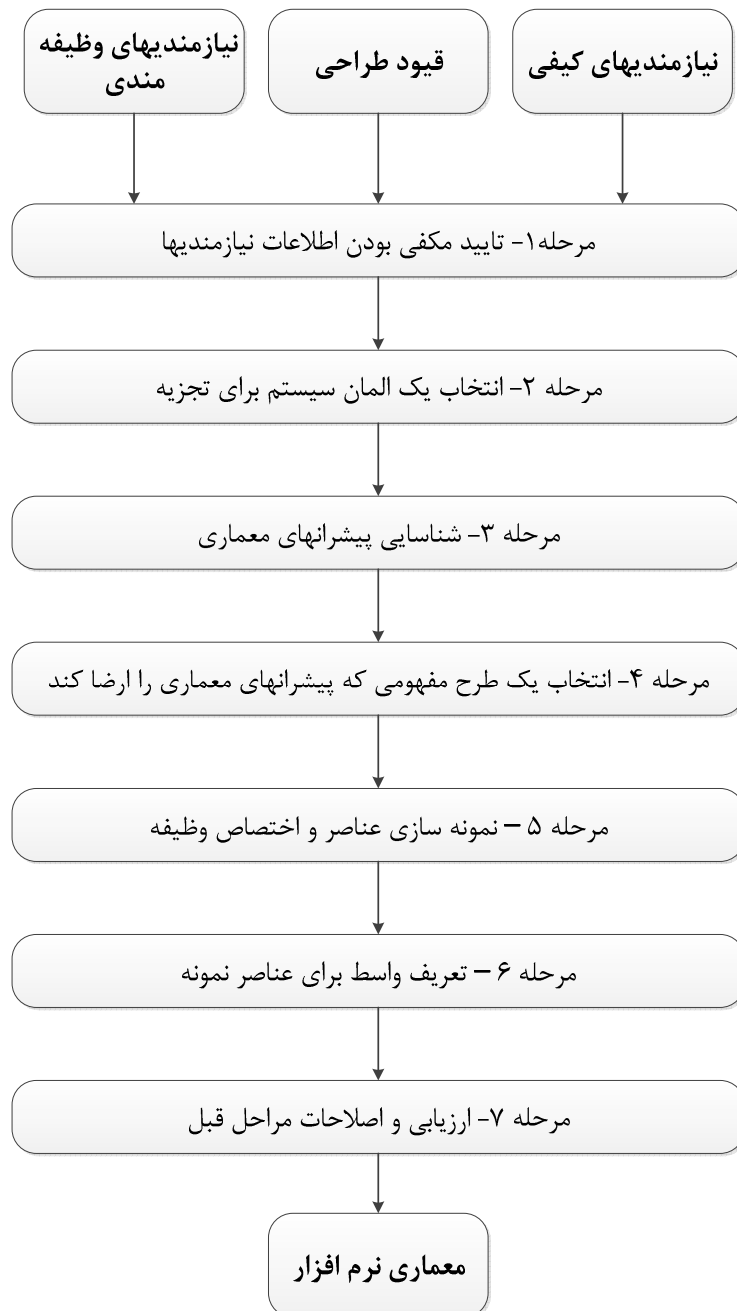 نیازمندیهای کیفی
قیود طراحی
نیازمندیهای وظیفه
مندی
مرحله۱- تایید مکفی بودن اطلاعات نیازمندیها
مرحله ۲- انتخاب یک المان سیستم برای تجزیه
مرحله ۳- شناسایی پیشرانهای معماری
مرحله ۴- انتخاب یک طرح مفهومی که پیشرانهای معماری را ارضا کند
مرحله ۵ – نمونه سازی عناصر و اختصاص وظیفه
مرحله ۶ – تعریف واسط برای عناصر نمونه
مرحله ۷- ارزیابی و اصلاحات مراحل قبل
معماری نرم افزار